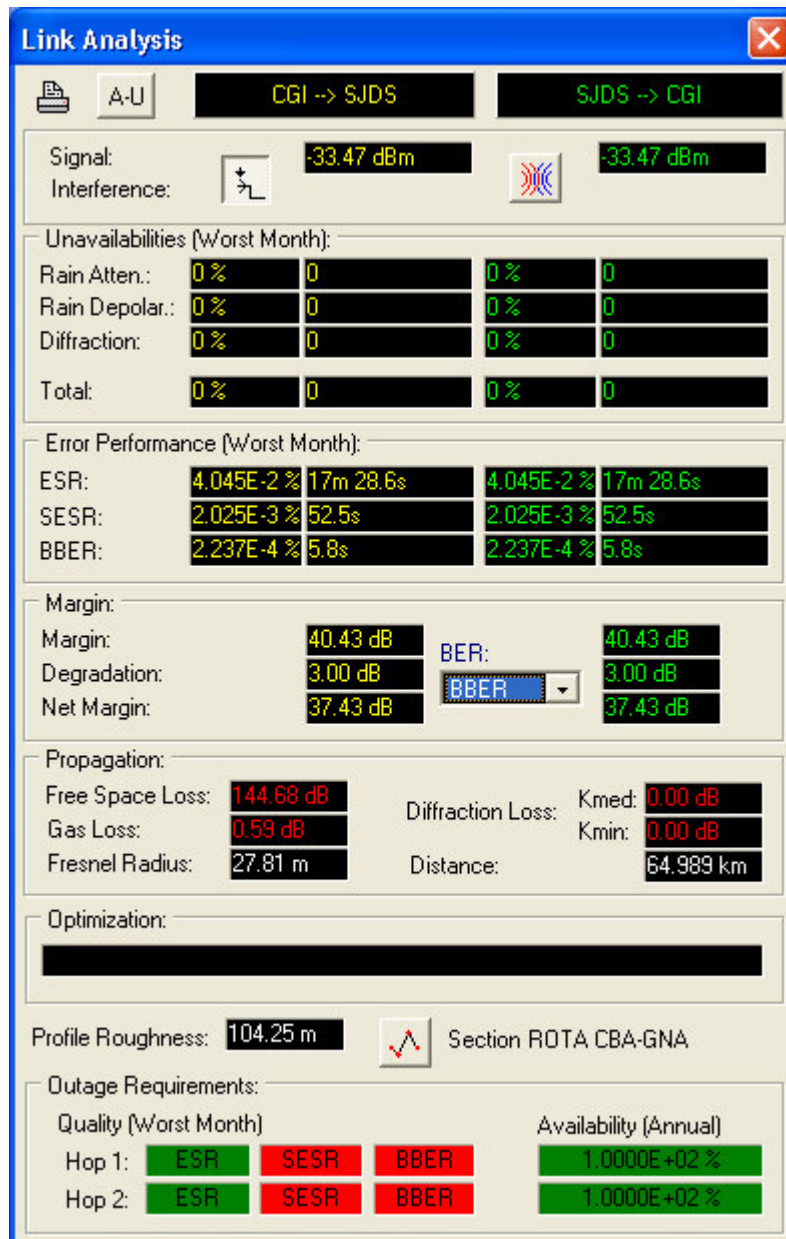 Link Analysis
A-U CGI --> SJDS SJDS --> CGI
Signal: -33.47 dBm -33.47 dBm
Interference:
Unavailabilities (Worst Month):
Rain Atten.: 0 % 0 0 % 0
Rain Depolar.: 0 % 0 0 % 0
Diffraction: 0 % 0 0 % 0
Total: 0 % 0 0 % 0
Error Performance (Worst Month):
ESR: 4.045E-2 % 17m 28.6s 4.045E-2 % 17m 28.6s
SESR: 2.025E-3 % 52.5s 2.025E-3 % 52.5s
BBER: 2.237E-4 % 5.8s 2.237E-4 % 5.8s
Margin:
Margin: 40.43 dB BER: 40.43 dB
Degradation: 3.00 dB BBER 3.00 dB
Net Margin: 37.43 dB 37.43 dB
Propagation:
Free Space Loss: 144.68 dB Diffraction Loss: Kmed: 0.00 dB
Gas Loss: 0.59 dB Kmin: 0.00 dB
Fresnel Radius: 27.81 m Distance: 64.989 km
Optimization:
Profile Roughness: 104.25 m Section ROTA CBA-GNA
Outage Requirements:
Quality (Worst Month) Availability (Annual)
Hop 1: ESR SESR BBER 1.0000E+02 %
Hop 2: ESR SESR BBER 1.0000E+02 %